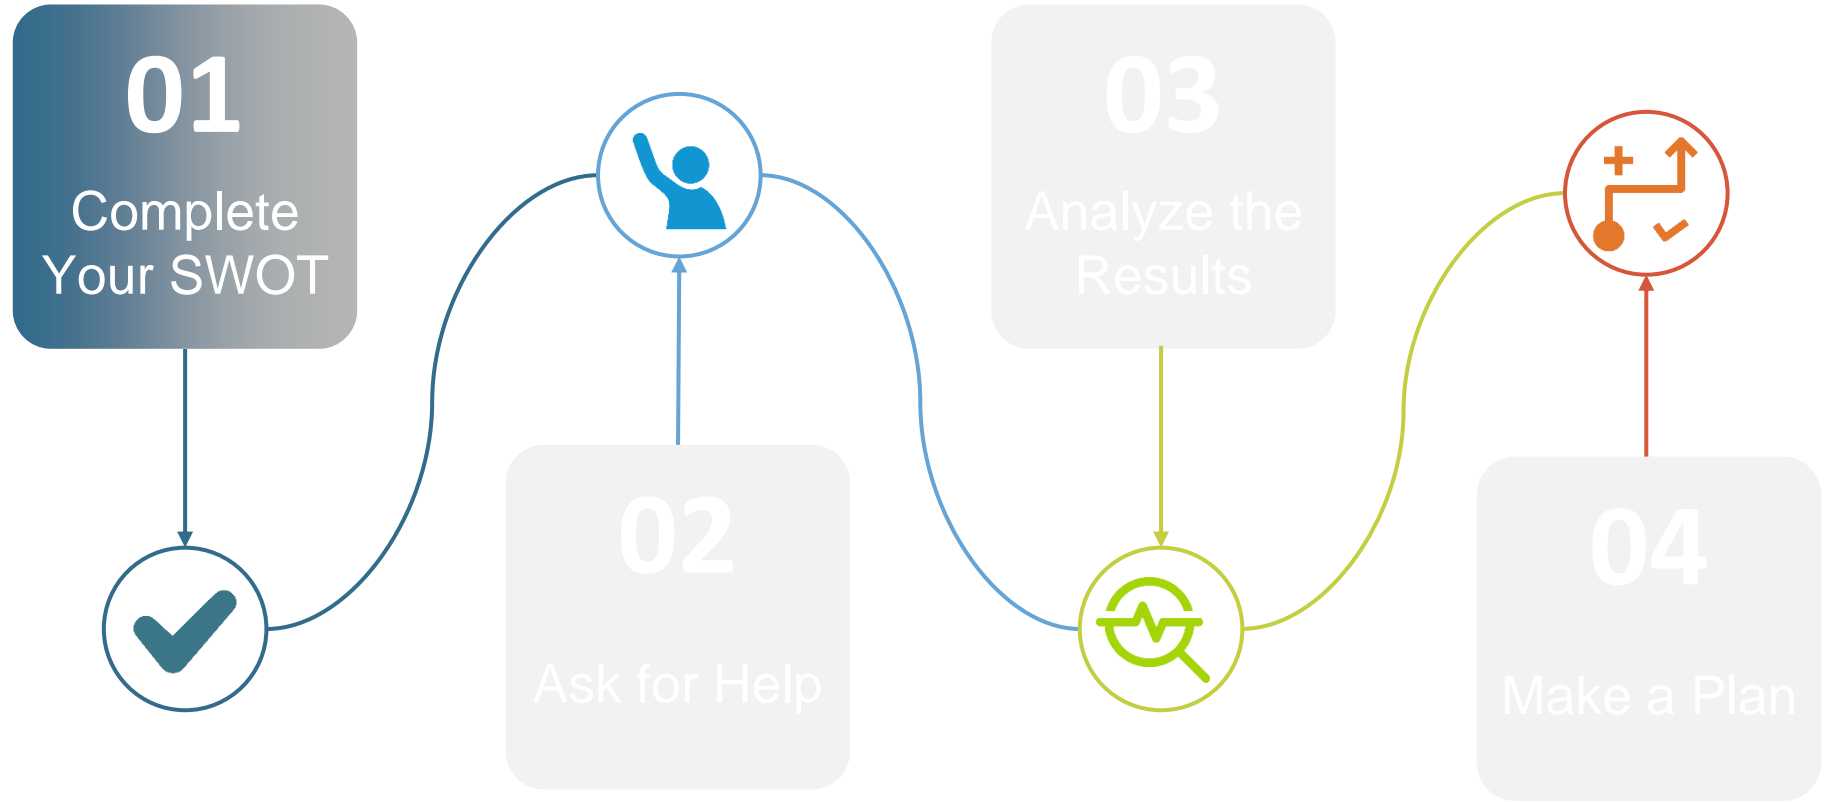 01
Complete
Your SWOT
02
Ask for Help
03
Analyze the
Results
04
Make a Plan